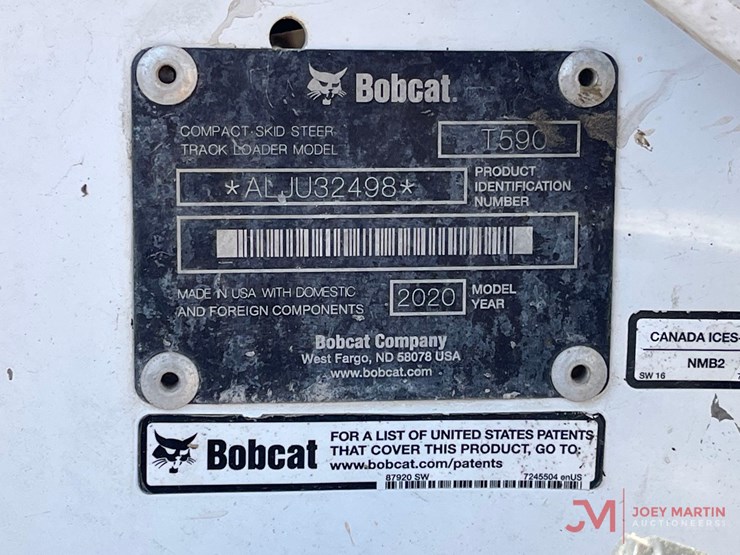 Bobcat.
COMPACT SKID STEER
TRACK LOADER MODEL
T590
*ALJU32498*
PRODUCT
IDENTIFICATION
NUMBER
MADE IN USA WITH DOMESTIC
AND FOREIGN COMPONENTS
2020
MODEL
YEAR
Bobcat Company
West Fargo, ND 58078 USA
www.bobcat.com
CANADA ICES-
NMB2
SW 16
Bobcat
FOR A LIST OF UNITED STATES PATENTS
THAT COVER THIS PRODUCT, GO TO:
www.bobcat.com/patents
87920 SW
7245504 enUS
JM JOEY MARTIN
AUCTIONEERS!